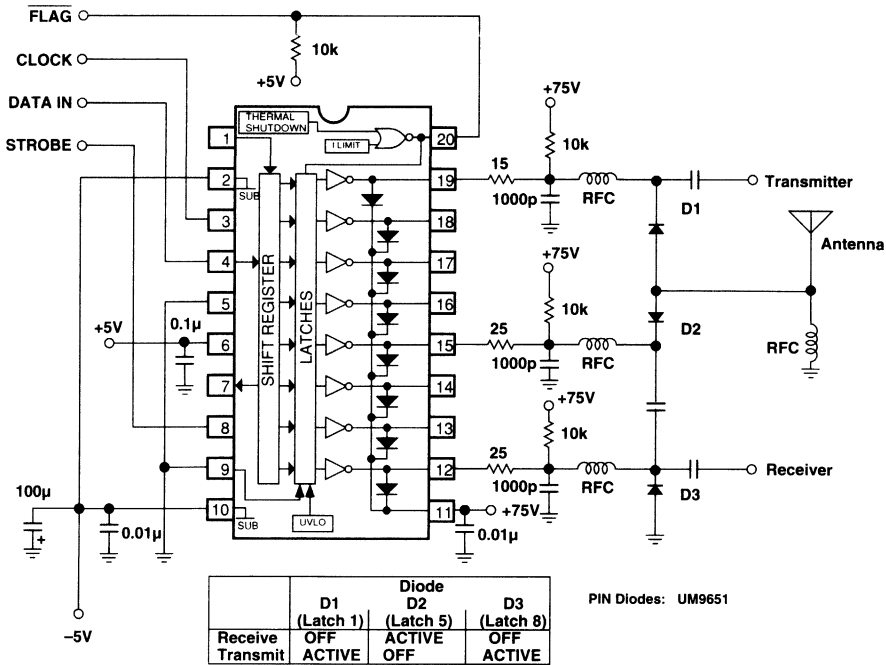 FLAG
CLOCK
DATA IN
STROBE
10k
+5V
THERMAL
SHUTDOWN
I LIMIT
1
20
2
SUB
19
3
18
4
17
5
16
6
15
7
14
8
13
9
12
10
SUB
11
SHIFT REGISTER
LATCHES
UVLO
+5V
0.1µ
100µ
+
0.01µ
–5V
+75V
10k
15
1000p
RFC
D1
Transmitter
Antenna
+75V
10k
25
1000p
RFC
D2
RFC
+75V
10k
25
1000p
RFC
D3
Receiver
+75V
0.01µ
Diode
D1 D2 D3
(Latch 1) (Latch 5) (Latch 8)
Receive OFF ACTIVE OFF
Transmit ACTIVE OFF ACTIVE
PIN Diodes: UM9651